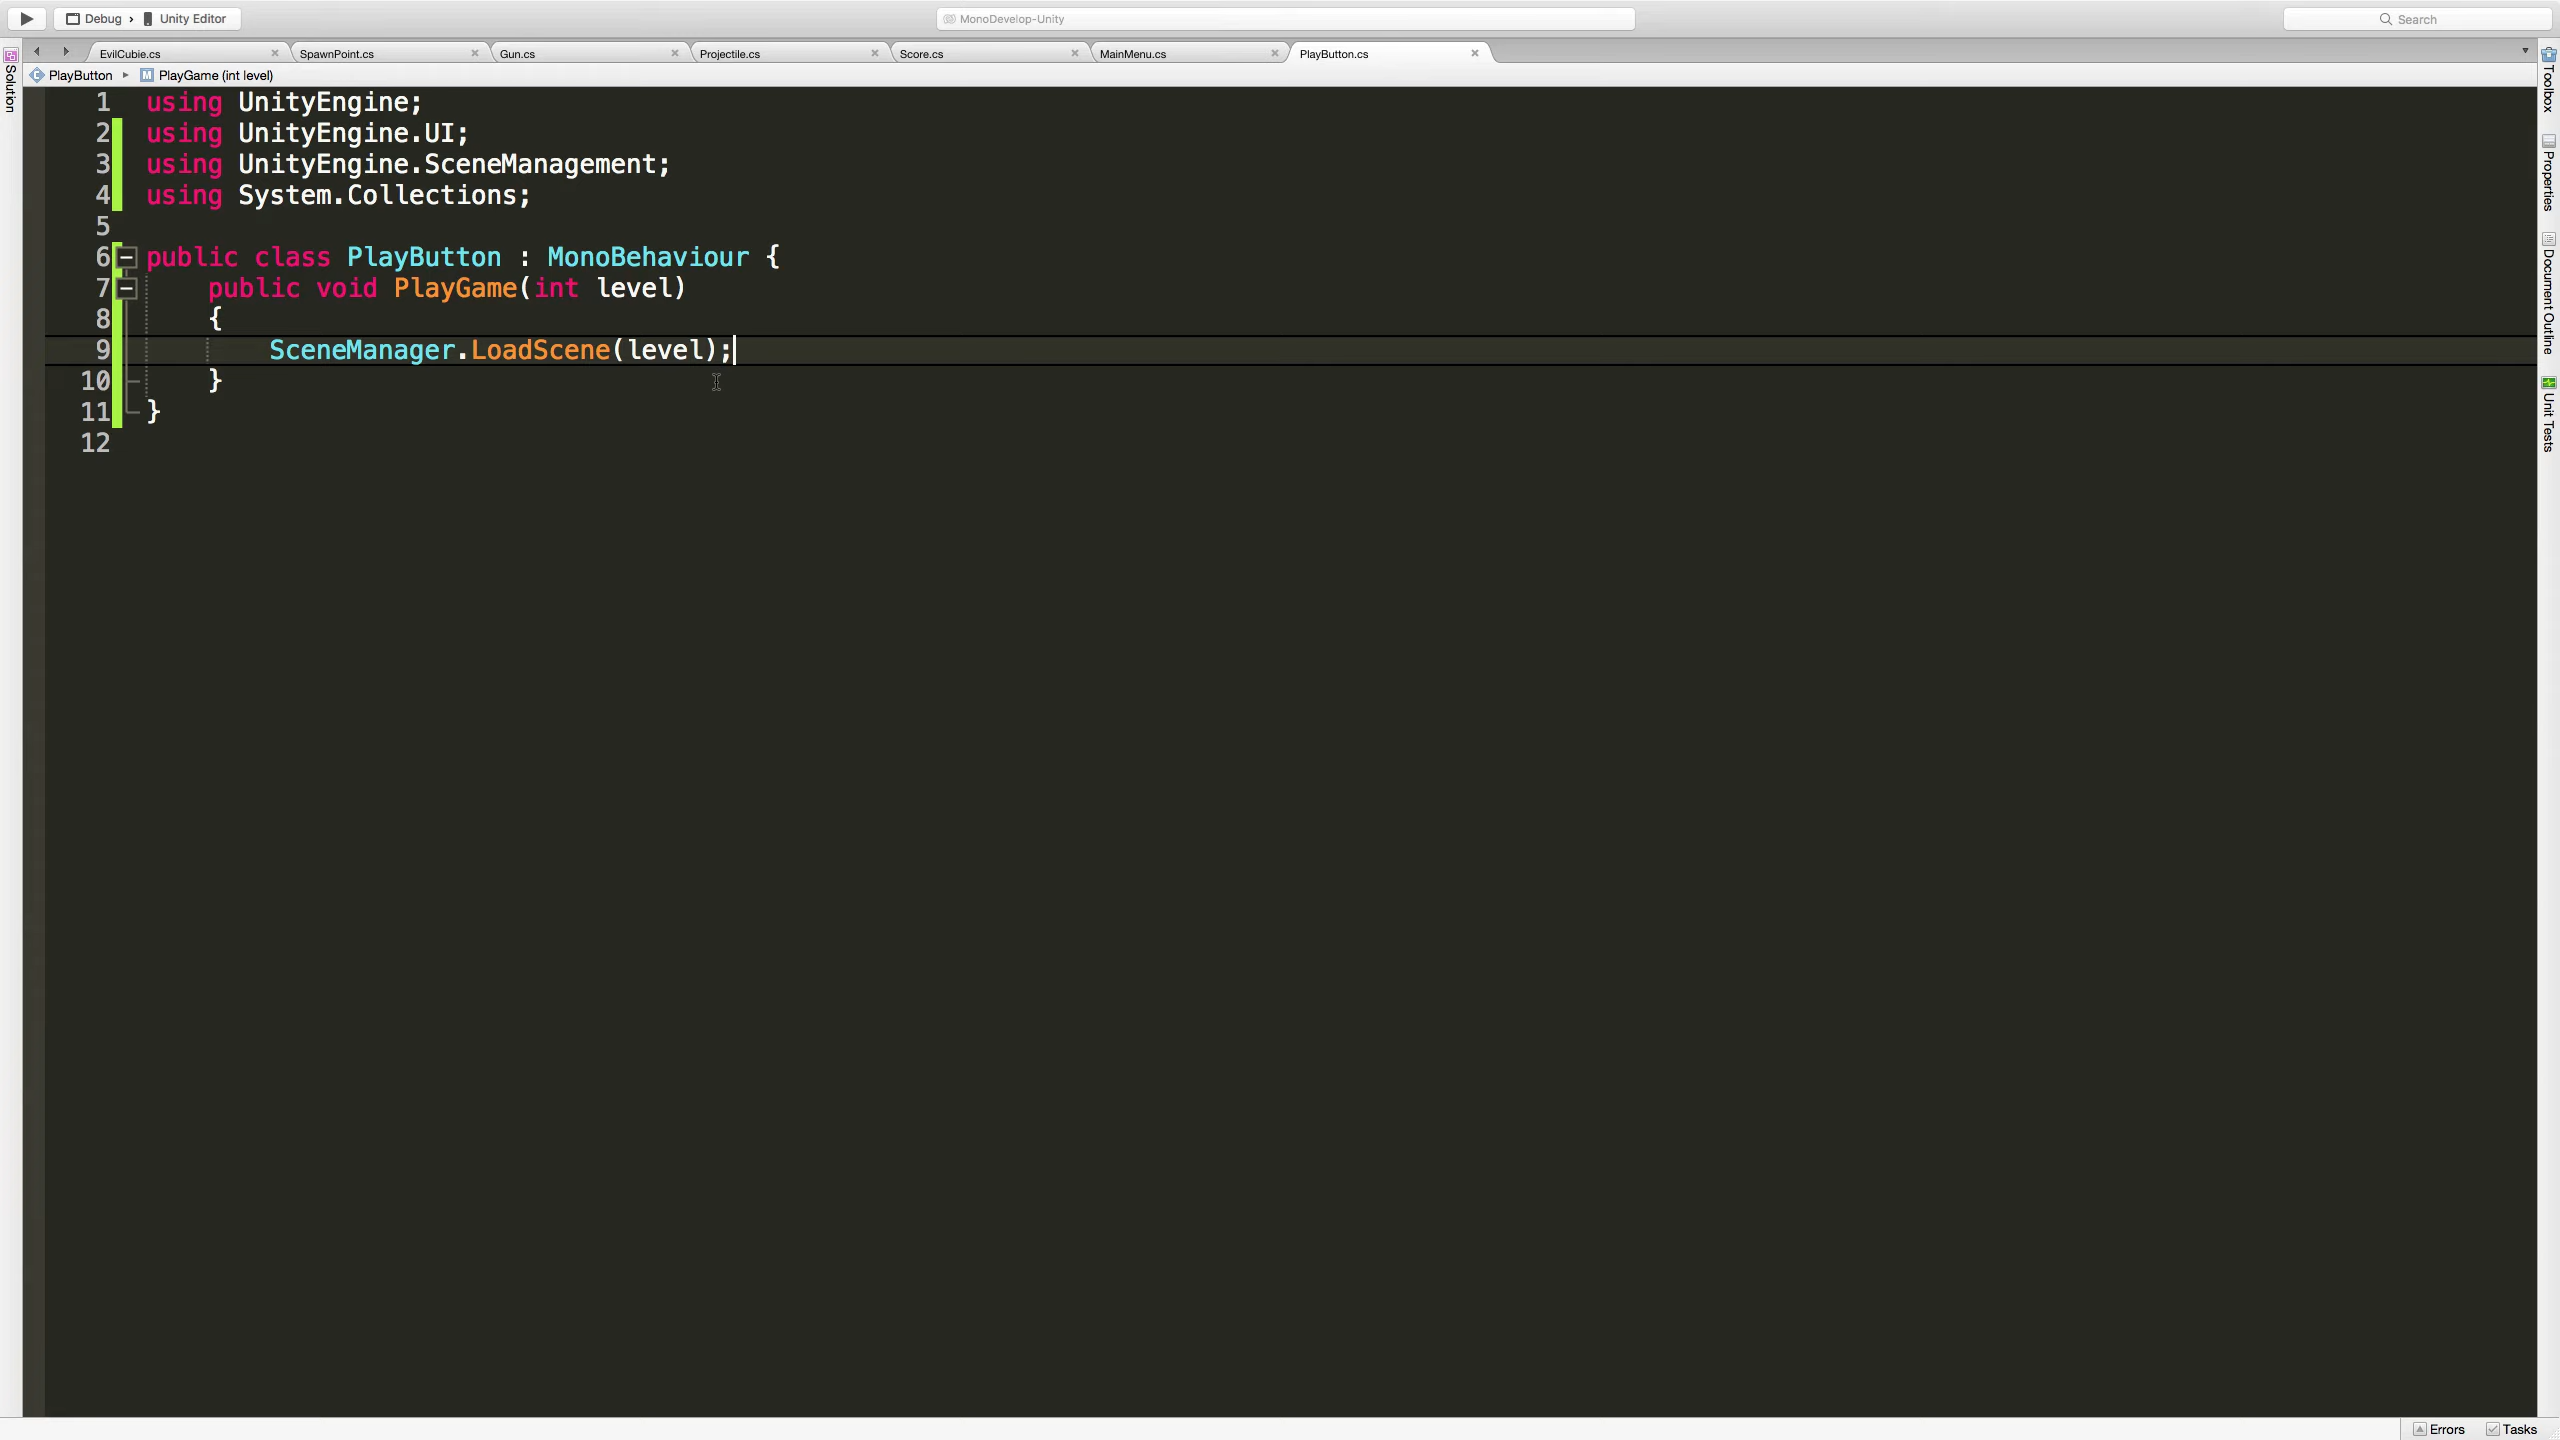 Debug › Unity Editor
MonoDevelop-Unity
Search
EvilCubie.cs
SpawnPoint.cs
Gun.cs
Projectile.cs
Score.cs
MainMenu.cs
PlayButton.cs
PlayButton
PlayGame (int level)
Solution
Toolbox
Properties
Document Outline
Unit Tests
1 using UnityEngine;
2 using UnityEngine.UI;
3 using UnityEngine.SceneManagement;
4 using System.Collections;
5
6 public class PlayButton : MonoBehaviour {
7 public void PlayGame(int level)
8 {
9 SceneManager.LoadScene(level);
10 }
11 }
12
Errors
Tasks